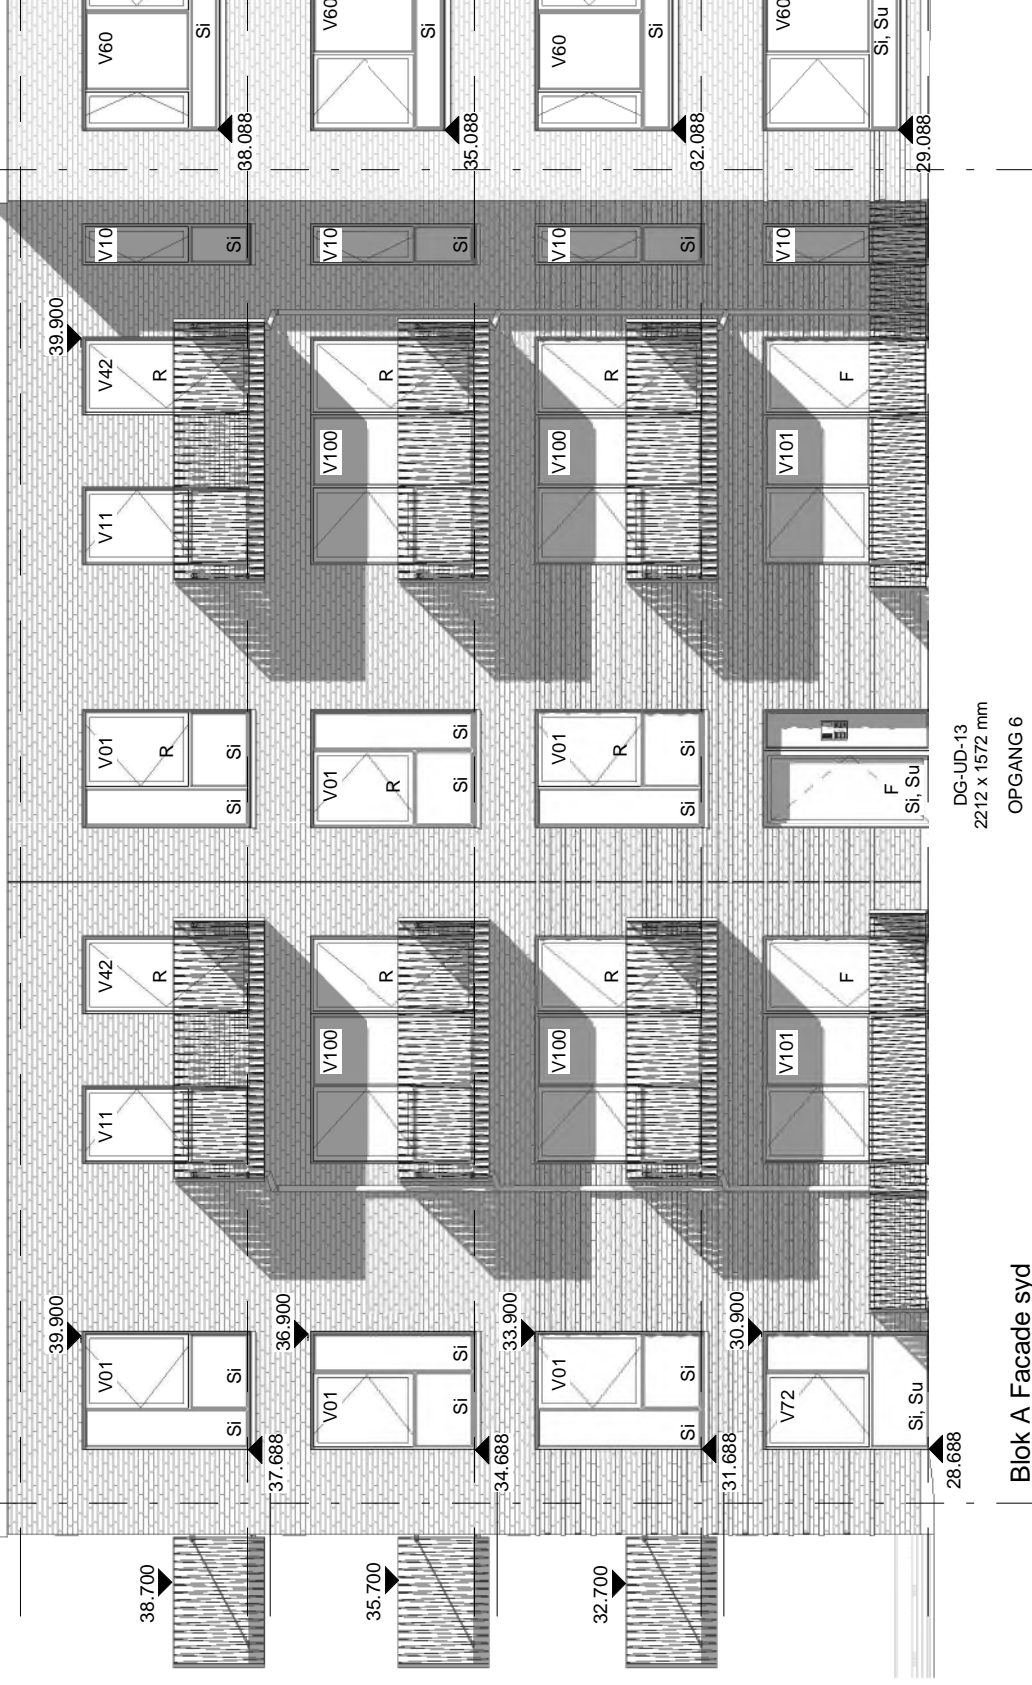 39.900 39.900
V01 V11 V42 V01 V11 V42 V10 V60
38.700 R R R
Si Si Si Si Si Si
37.688 38.088
36.900
V01 V100 V01 V100 V10 V60
35.700 R R R
Si Si Si Si Si Si
34.688 35.088
33.900
V01 V100 V01 V100 V10 V60
32.700 R R R
Si Si Si Si Si Si
31.688 32.088
30.900
V72 V101 V101 V10 V60
F F F
Si, Su Si, Su Si, Su
28.688 29.088
DG-UD-13
2212 x 1572 mm
OPGANG 6
Blok A Facade syd